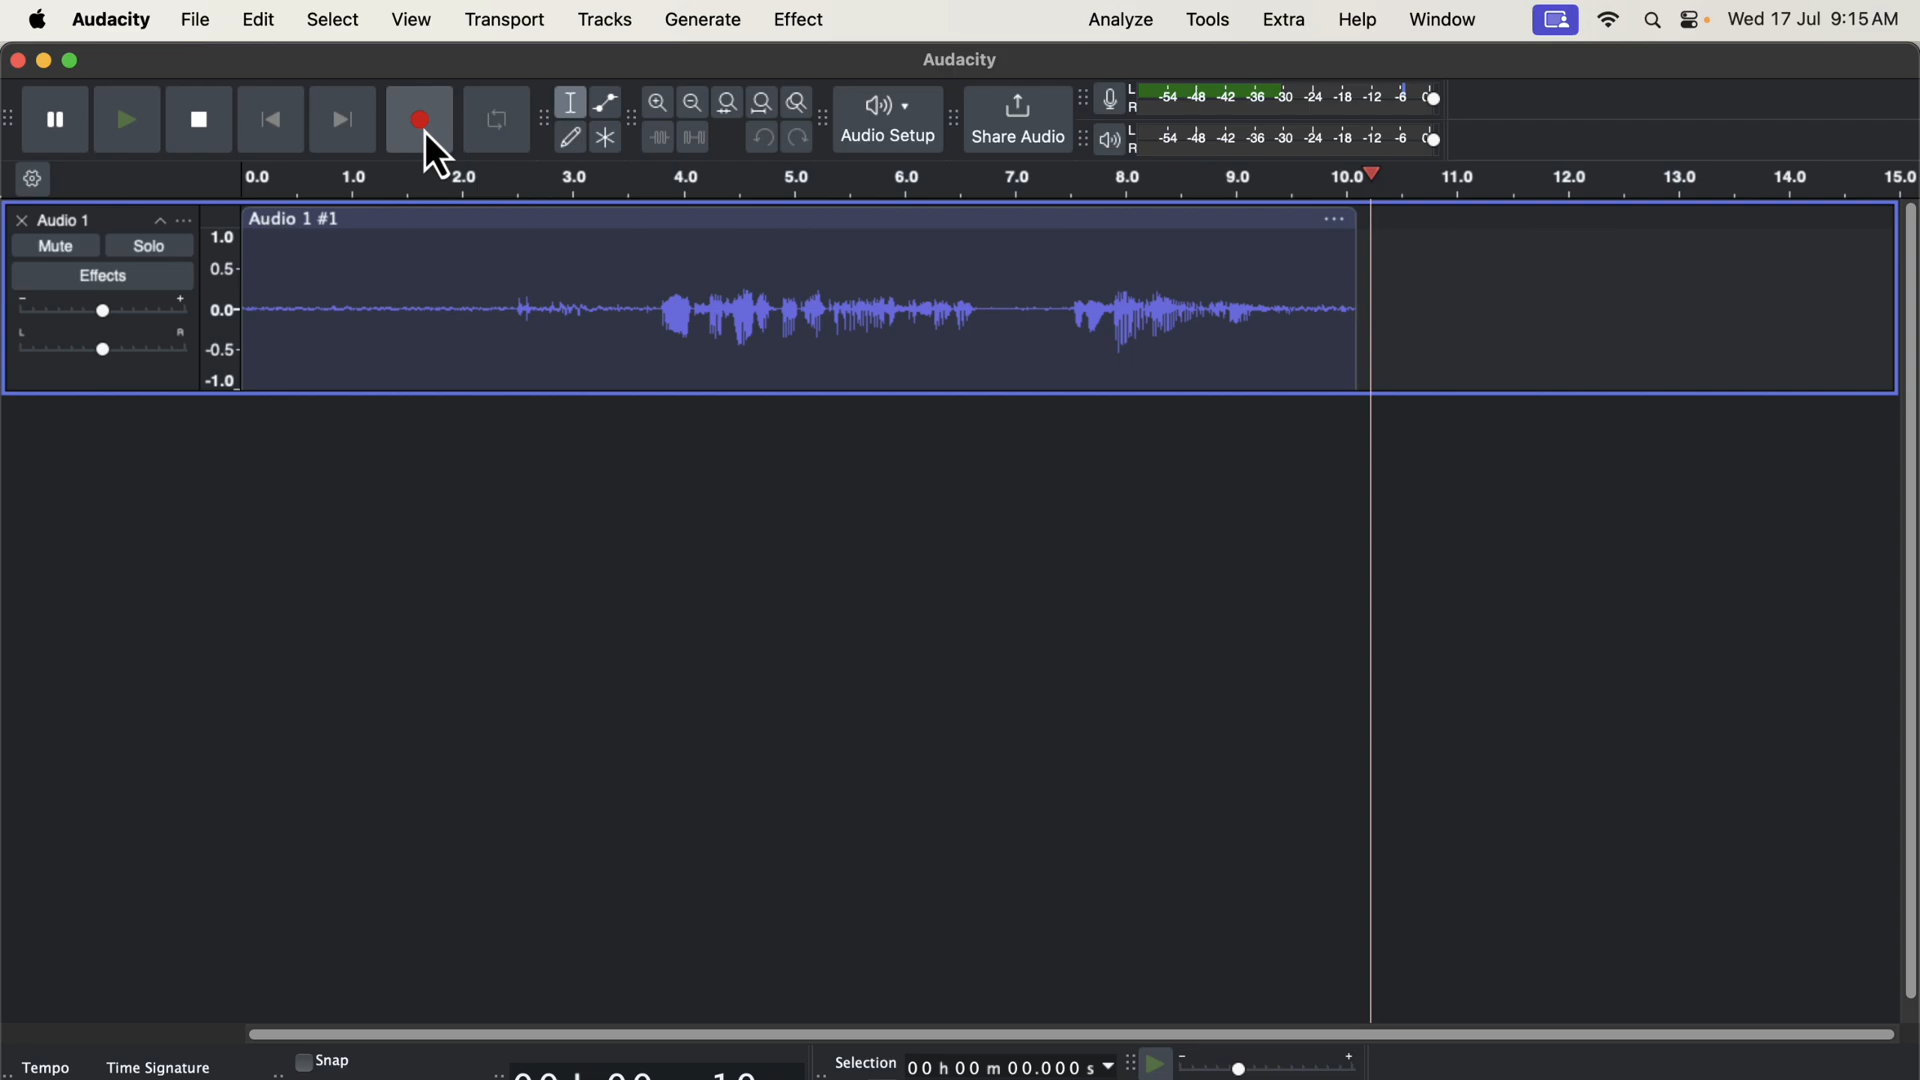 Audacity File Edit Select View Transport Tracks Generate Effect Analyze Tools Extra Help Window Wed 17 Jul 9:15 AM
Audacity
Audio Setup
Share Audio
L
R
-54 -48 -42 -36 -30 -24 -18 -12 -6 0
L
R
-54 -48 -42 -36 -30 -24 -18 -12 -6 0
0.0 1.0 2.0 3.0 4.0 5.0 6.0 7.0 8.0 9.0 10.0 11.0 12.0 13.0 14.0 15.0
Audio 1
Audio 1 #1
Mute Solo
Effects
- +
L R
1.0
0.5-
0.0-
-0.5-
-1.0
Tempo
Time Signature
Snap
Selection
00 h 00 m 00.000 s
- +